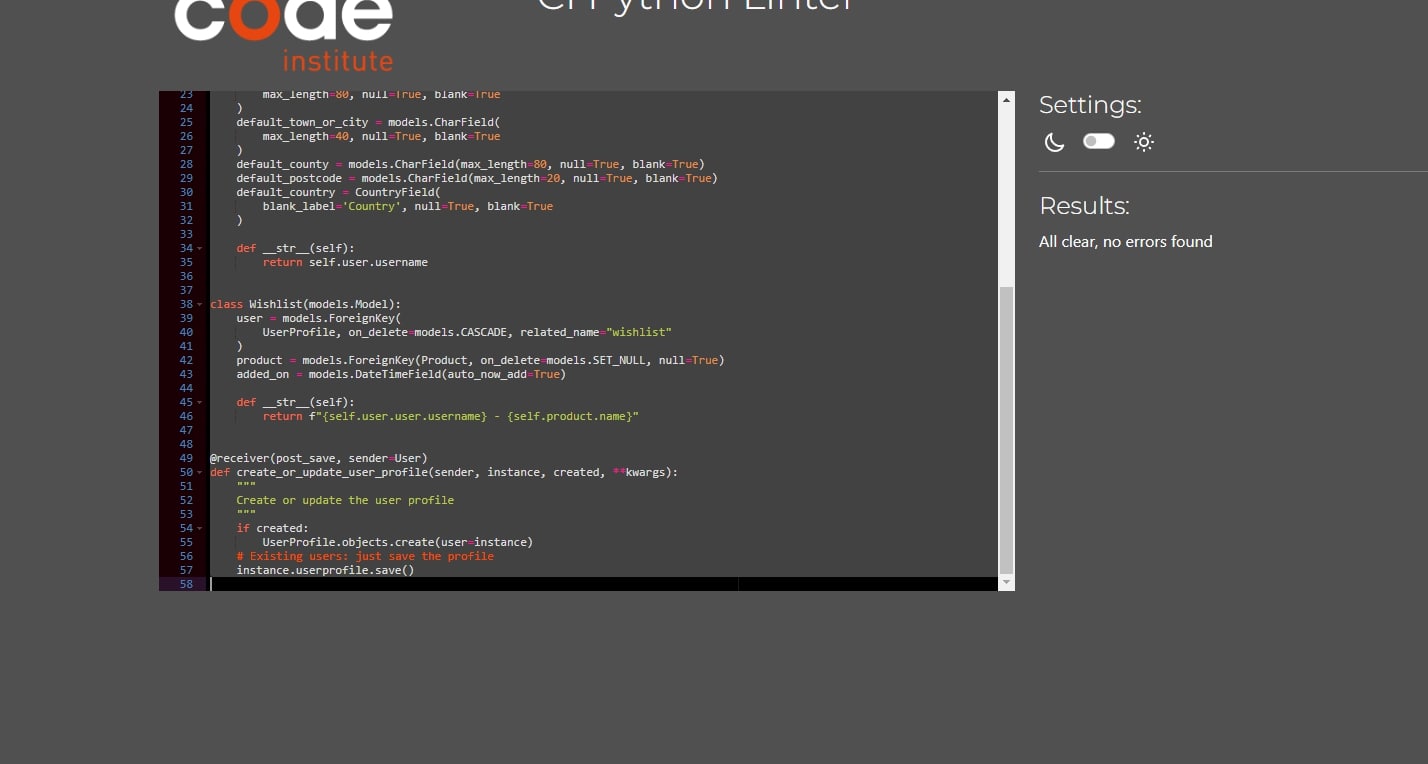 code
institute
CI Python Linter
23 max_length=80, null=True, blank=True
24 )
25 default_town_or_city = models.CharField(
26 max_length=40, null=True, blank=True
27 )
28 default_county = models.CharField(max_length=80, null=True, blank=True)
29 default_postcode = models.CharField(max_length=20, null=True, blank=True)
30 default_country = CountryField(
31 blank_label='Country', null=True, blank=True
32 )
33
34 def __str__(self):
35 return self.user.username
36
37
38 class Wishlist(models.Model):
39 user = models.ForeignKey(
40 UserProfile, on_delete=models.CASCADE, related_name="wishlist"
41 )
42 product = models.ForeignKey(Product, on_delete=models.SET_NULL, null=True)
43 added_on = models.DateTimeField(auto_now_add=True)
44
45 def __str__(self):
46 return f"{self.user.user.username} - {self.product.name}"
47
48
49 @receiver(post_save, sender=User)
50 def create_or_update_user_profile(sender, instance, created, **kwargs):
51 """
52 Create or update the user profile
53 """
54 if created:
55 UserProfile.objects.create(user=instance)
56 # Existing users: just save the profile
57 instance.userprofile.save()
58
Settings:
Results:
All clear, no errors found